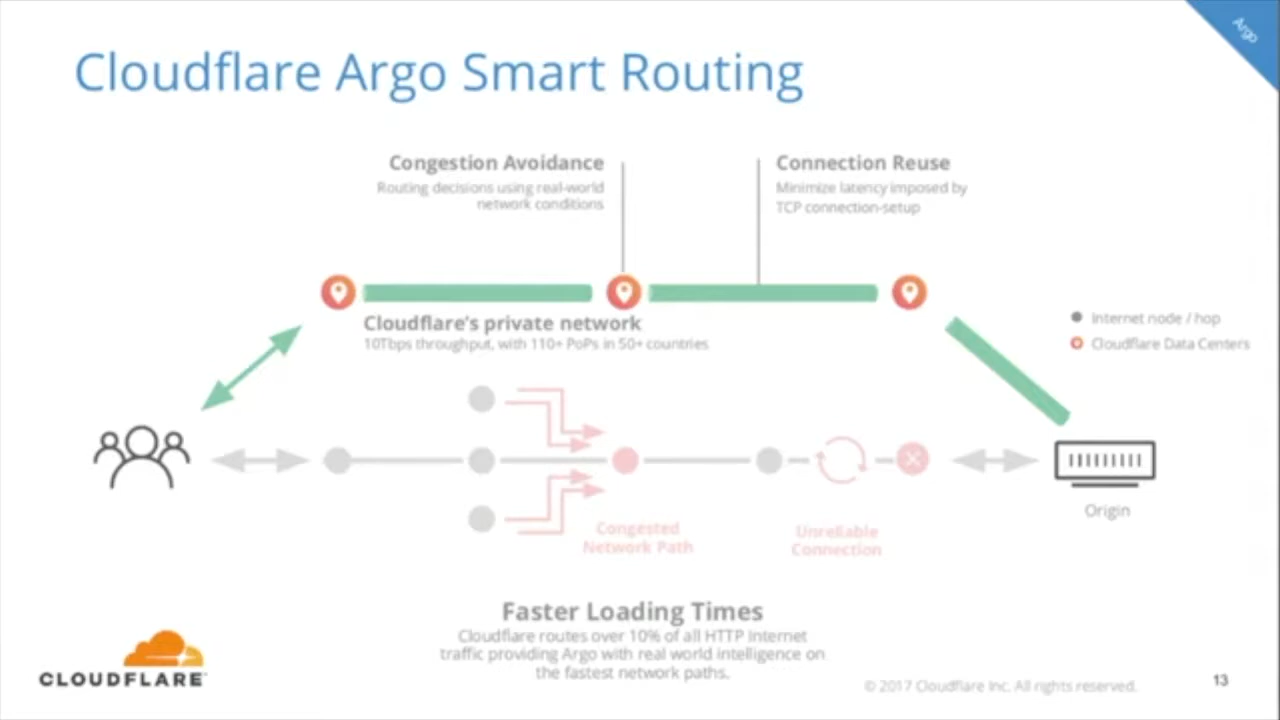 Argo
Cloudflare Argo Smart Routing
Congestion Avoidance
Routing decisions using real-world
network conditions
Connection Reuse
Minimize latency imposed by
TCP connection-setup
Cloudflare's private network
10Tbps throughput, with 110+ PoPs in 50+ countries
Internet node / hop
Cloudflare Data Centers
Congested
Network Path
Unreliable
Connection
Origin
Faster Loading Times
Cloudflare routes over 10% of all HTTP Internet
traffic providing Argo with real world intelligence on
the fastest network paths.
CLOUDFLARE
© 2017 Cloudflare Inc. All rights reserved.
13